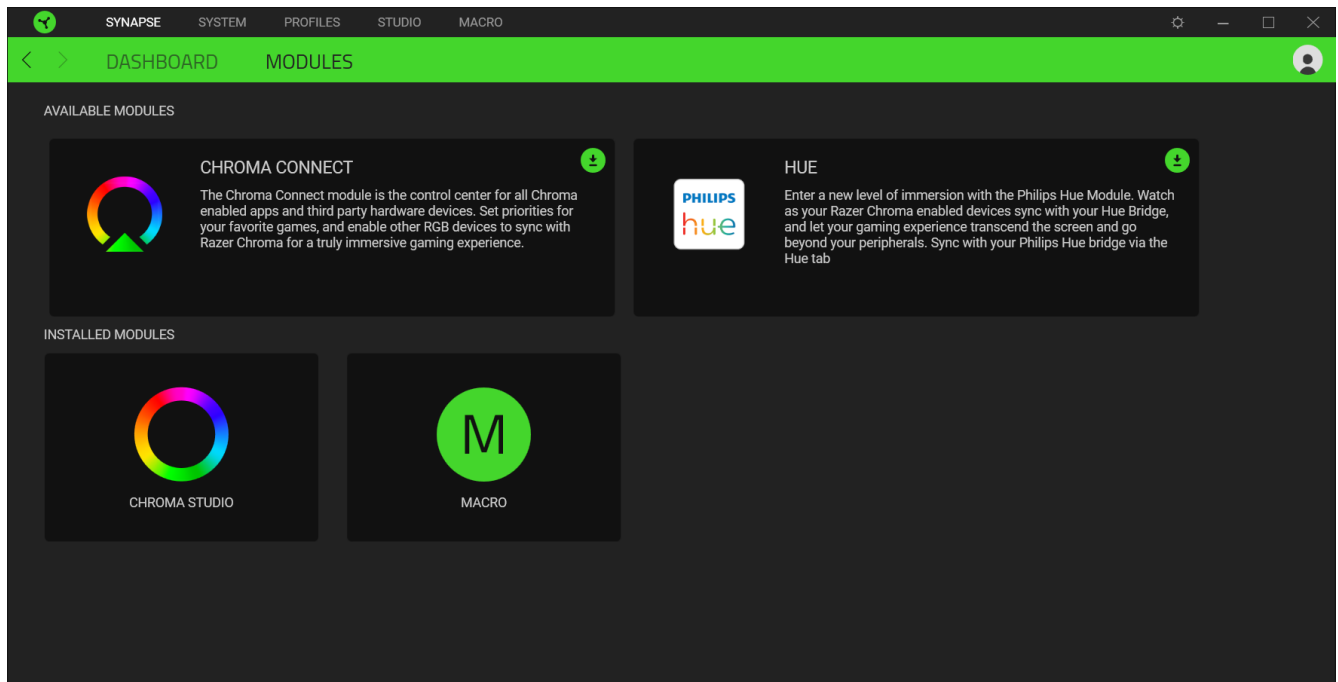 SYNAPSE SYSTEM PROFILES STUDIO MACRO
DASHBOARD MODULES
AVAILABLE MODULES
CHROMA CONNECT
The Chroma Connect module is the control center for all Chroma
enabled apps and third party hardware devices. Set priorities for
your favorite games, and enable other RGB devices to sync with
Razer Chroma for a truly immersive gaming experience.
PHILIPS
hue
HUE
Enter a new level of immersion with the Philips Hue Module. Watch
as your Razer Chroma enabled devices sync with your Hue Bridge,
and let your gaming experience transcend the screen and go
beyond your peripherals. Sync with your Philips Hue bridge via the
Hue tab
INSTALLED MODULES
CHROMA STUDIO
M
MACRO